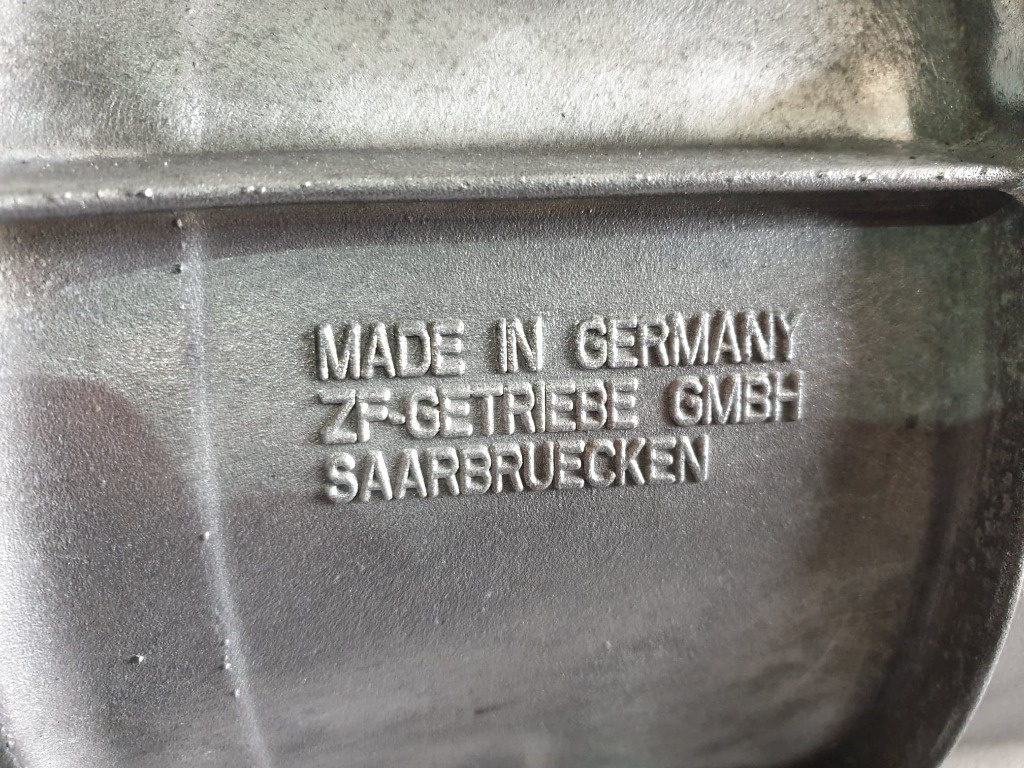 MADE IN GERMANY
ZF-GETRIEBE GMBH
SAARBRUECKEN